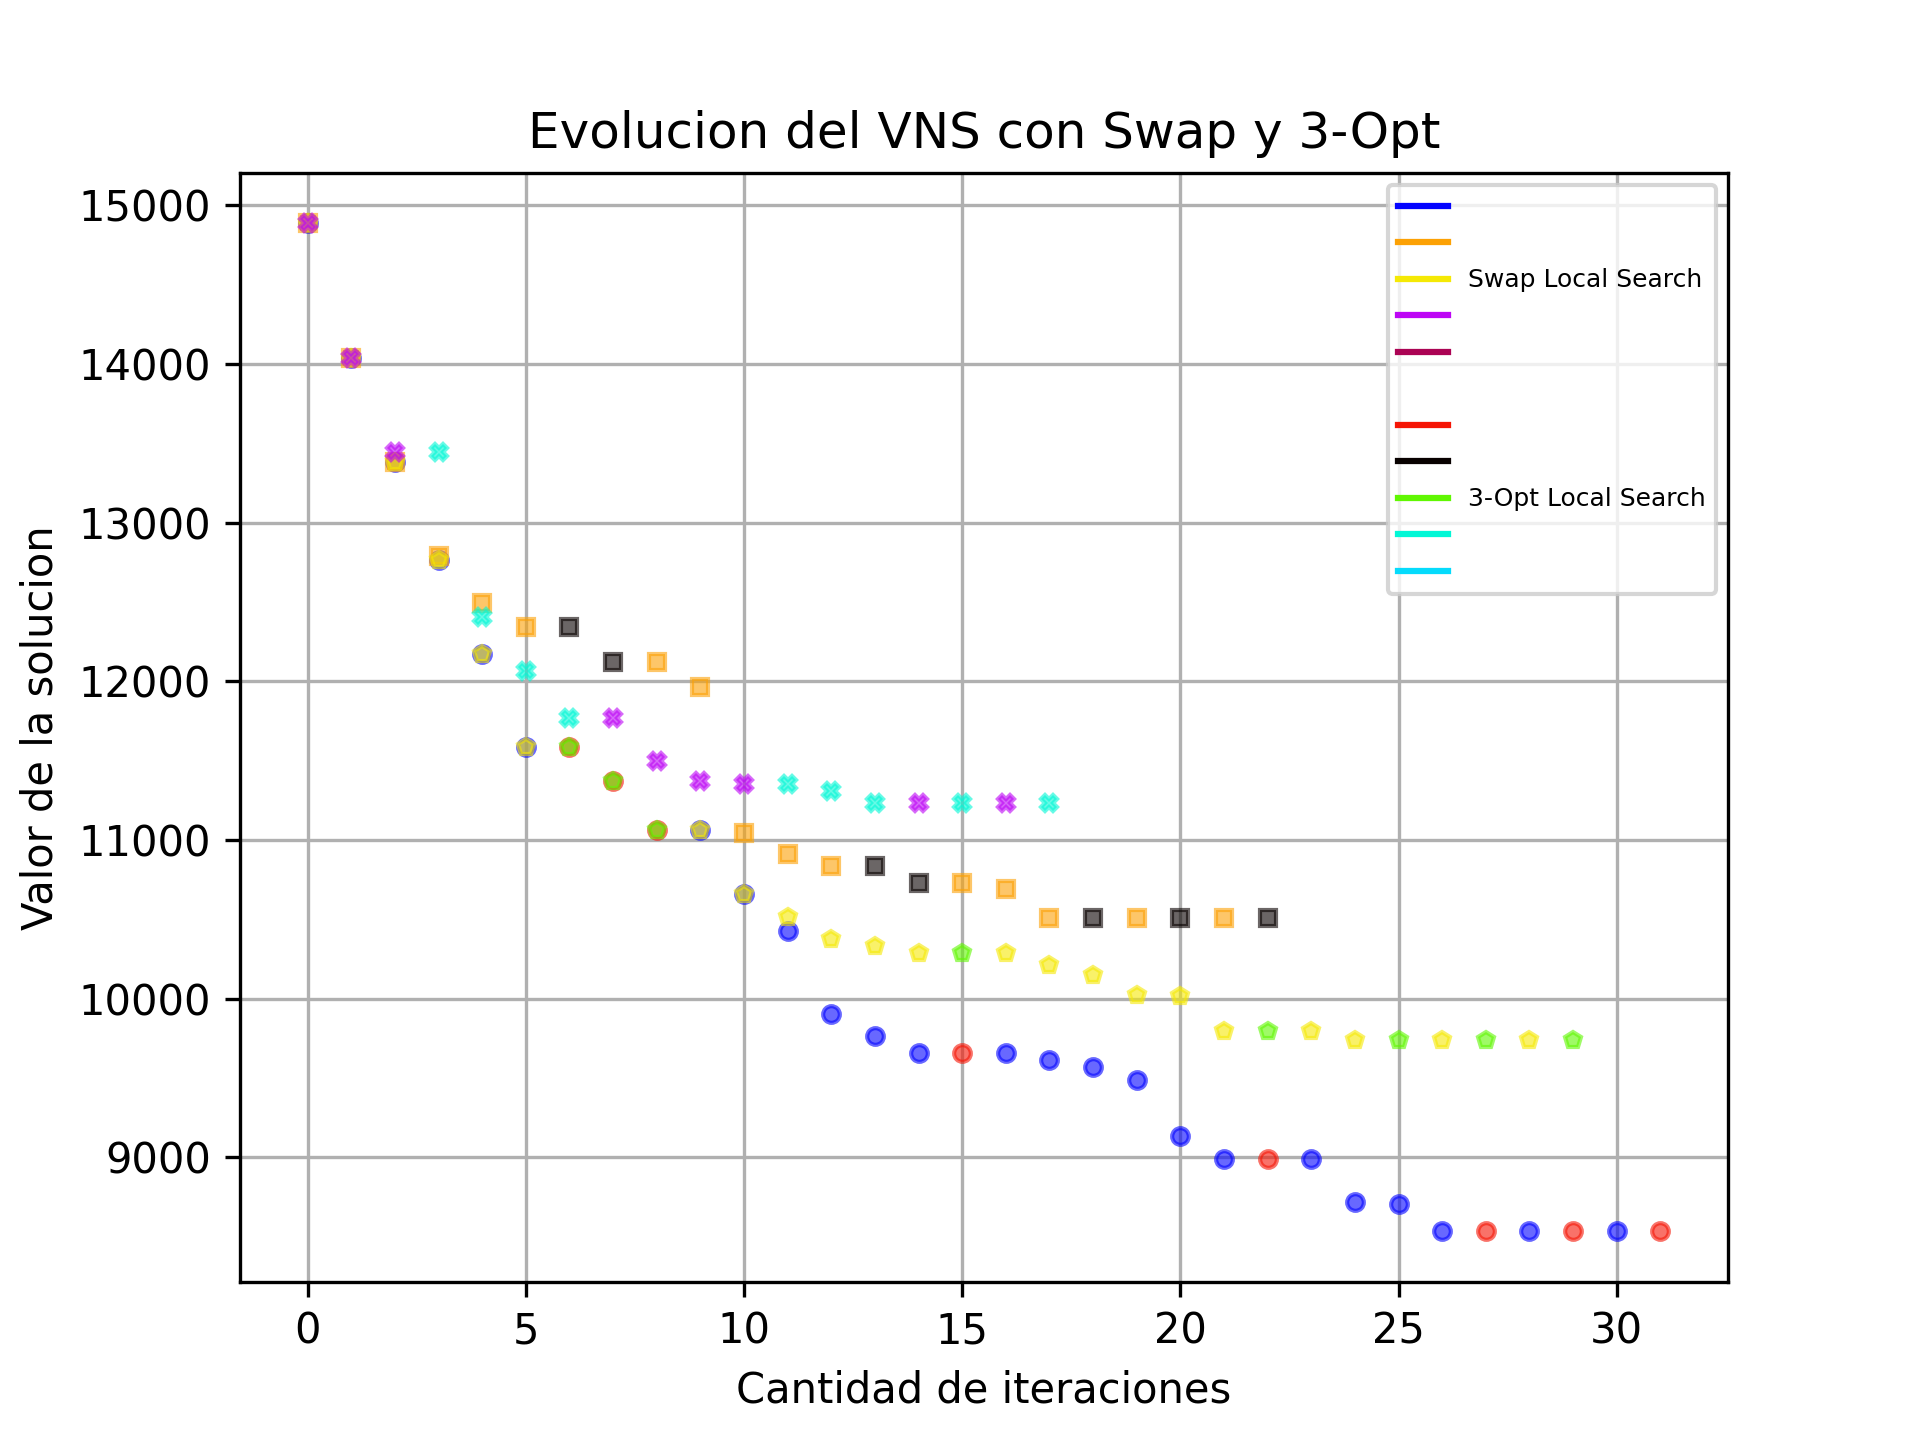 Evolucion del VNS con Swap y 3-Opt
15000
14000
13000
12000
11000
10000
9000
Valor de la solucion
Swap Local Search
3-Opt Local Search
0 5 10 15 20 25 30
Cantidad de iteraciones